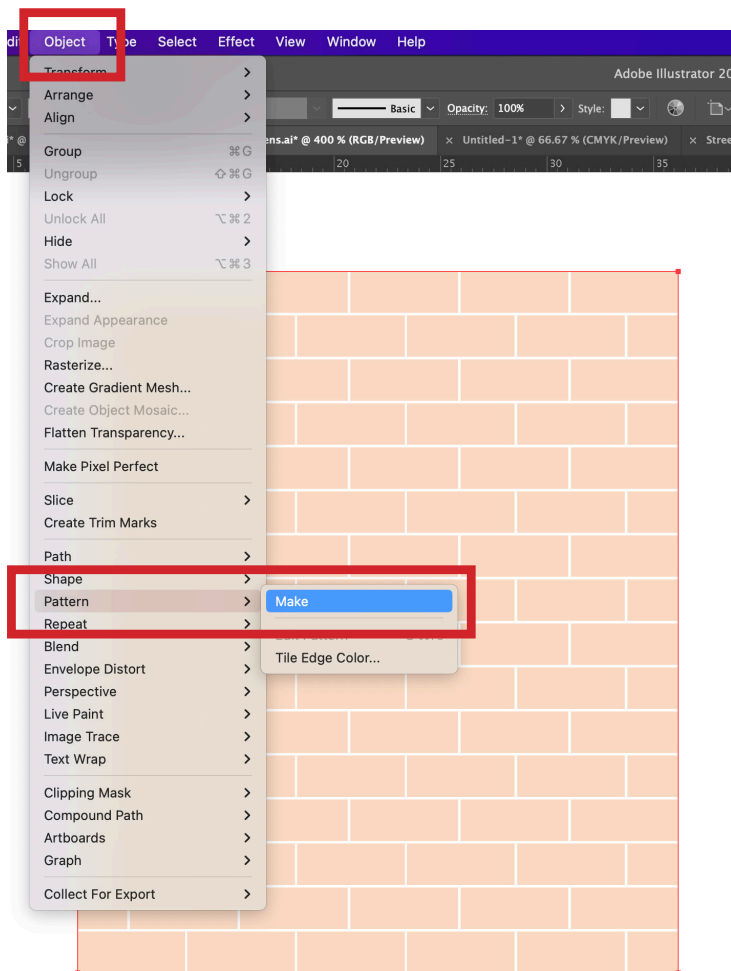 Object Type Select Effect View Window Help
Adobe Illustrator 20
Basic Opacity: 100% Style:
ens.ai* @ 400 % (RGB/Preview) × Untitled-1* @ 66.67 % (CMYK/Preview) × Stree
5 20 25 30 35
Transform
Arrange
Align
Group ⌘G
Ungroup ⇧⌘G
Lock
Unlock All ⌥⌘2
Hide
Show All ⌥⌘3
Expand...
Expand Appearance
Crop Image
Rasterize...
Create Gradient Mesh...
Create Object Mosaic...
Flatten Transparency...
Make Pixel Perfect
Slice
Create Trim Marks
Path
Shape
Pattern
Make
Repeat
Blend
Tile Edge Color...
Envelope Distort
Perspective
Live Paint
Image Trace
Text Wrap
Clipping Mask
Compound Path
Artboards
Graph
Collect For Export